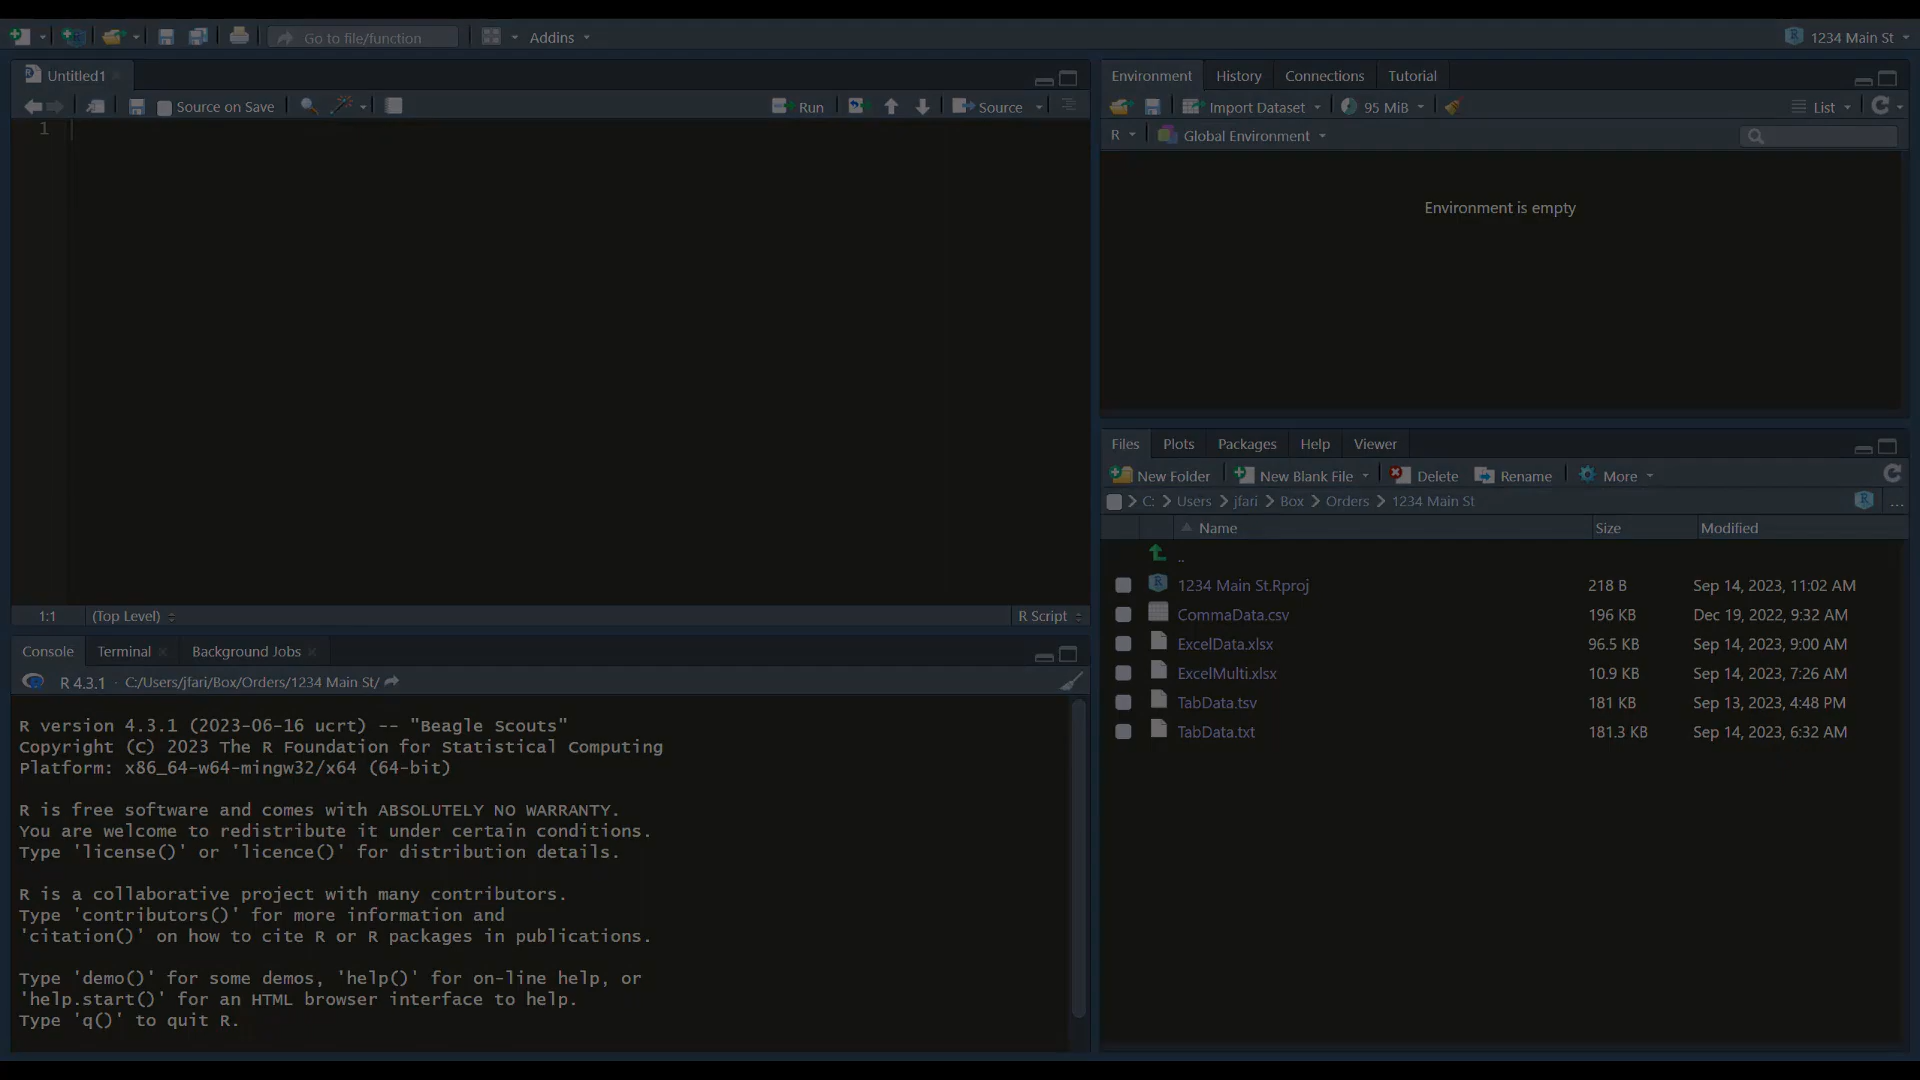 Go to file/function
Addins
1234 Main St
Untitled1
Source on Save
Run
Source
1
1:1
(Top Level)
R Script
Console
Terminal
Background Jobs
R 4.3.1 · C:/Users/jfari/Box/Orders/1234 Main St/
R version 4.3.1 (2023-06-16 ucrt) -- "Beagle Scouts"
Copyright (C) 2023 The R Foundation for Statistical Computing
Platform: x86_64-w64-mingw32/x64 (64-bit)
R is free software and comes with ABSOLUTELY NO WARRANTY.
You are welcome to redistribute it under certain conditions.
Type 'license()' or 'licence()' for distribution details.
R is a collaborative project with many contributors.
Type 'contributors()' for more information and
'citation()' on how to cite R or R packages in publications.
Type 'demo()' for some demos, 'help()' for on-line help, or
'help.start()' for an HTML browser interface to help.
Type 'q()' to quit R.
Environment
History
Connections
Tutorial
Import Dataset
95 MiB
List
R
Global Environment
Environment is empty
Files
Plots
Packages
Help
Viewer
New Folder
New Blank File
Delete
Rename
More
C: > Users > jfari > Box > Orders > 1234 Main St
...
Name Size Modified
..
1234 Main St.Rproj 218 B Sep 14, 2023, 11:02 AM
CommaData.csv 196 KB Dec 19, 2022, 9:32 AM
ExcelData.xlsx 96.5 KB Sep 14, 2023, 9:00 AM
ExcelMulti.xlsx 10.9 KB Sep 14, 2023, 7:26 AM
TabData.tsv 181 KB Sep 13, 2023, 4:48 PM
TabData.txt 181.3 KB Sep 14, 2023, 6:32 AM